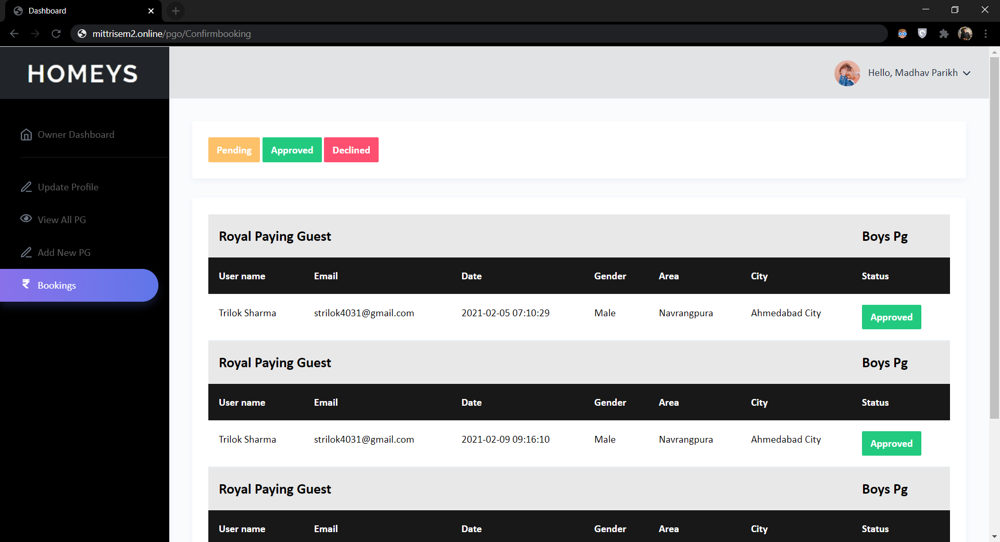 Dashboard
mittrisem2.online/pgo/Confirmbooking
HOMEYS
Hello, Madhav Parikh
Owner Dashboard
Update Profile
View All PG
Add New PG
₹ Bookings
Pending Approved Declined
Royal Paying Guest Boys Pg
User name Email Date Gender Area City Status
Trilok Sharma strilok4031@gmail.com 2021-02-05 07:10:29 Male Navrangpura Ahmedabad City Approved
Royal Paying Guest Boys Pg
User name Email Date Gender Area City Status
Trilok Sharma strilok4031@gmail.com 2021-02-09 09:16:10 Male Navrangpura Ahmedabad City Approved
Royal Paying Guest Boys Pg
User name Email Date Gender Area City Status